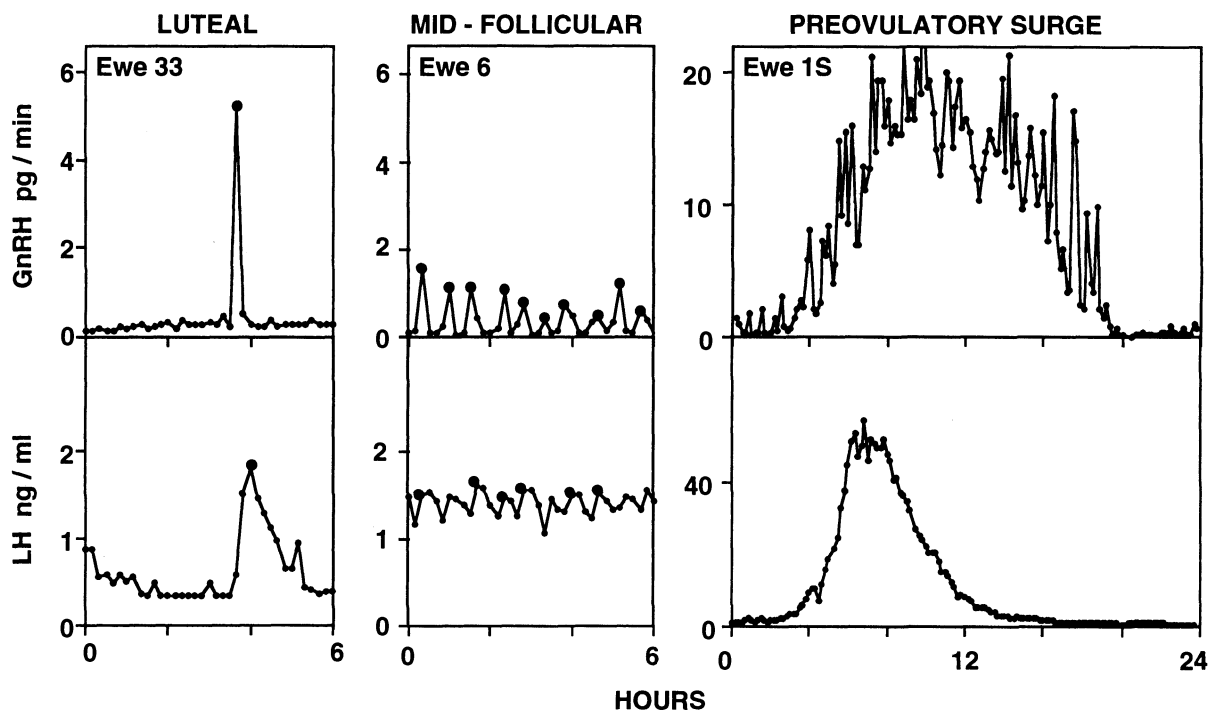 LUTEAL
MID - FOLLICULAR
PREOVULATORY SURGE
GnRH pg / min
6
4
2
0
Ewe 33
6
4
2
0
Ewe 6
20
10
0
Ewe 1S
LH ng / ml
2
1
0
2
1
0
40
0
0
6
0
6
0
12
24
HOURS